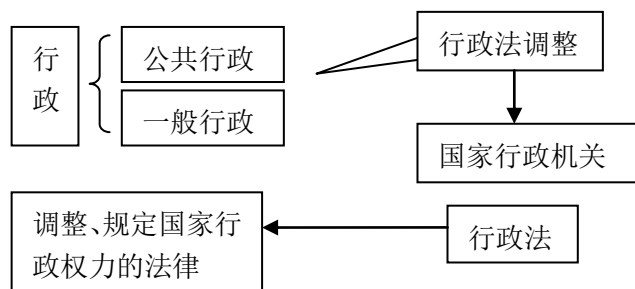 行
政
公共行政
一般行政
行政法调整
国家行政机关
调整、规定国家行
政权力的法律
行政法